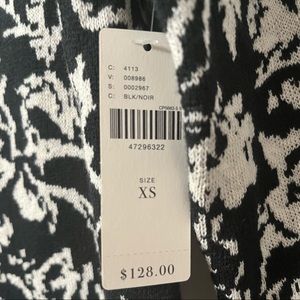 C: 4113
V: 008986
S: 0002967
C: BLK/NOIR
47296322
SIZE
XS
$128.00